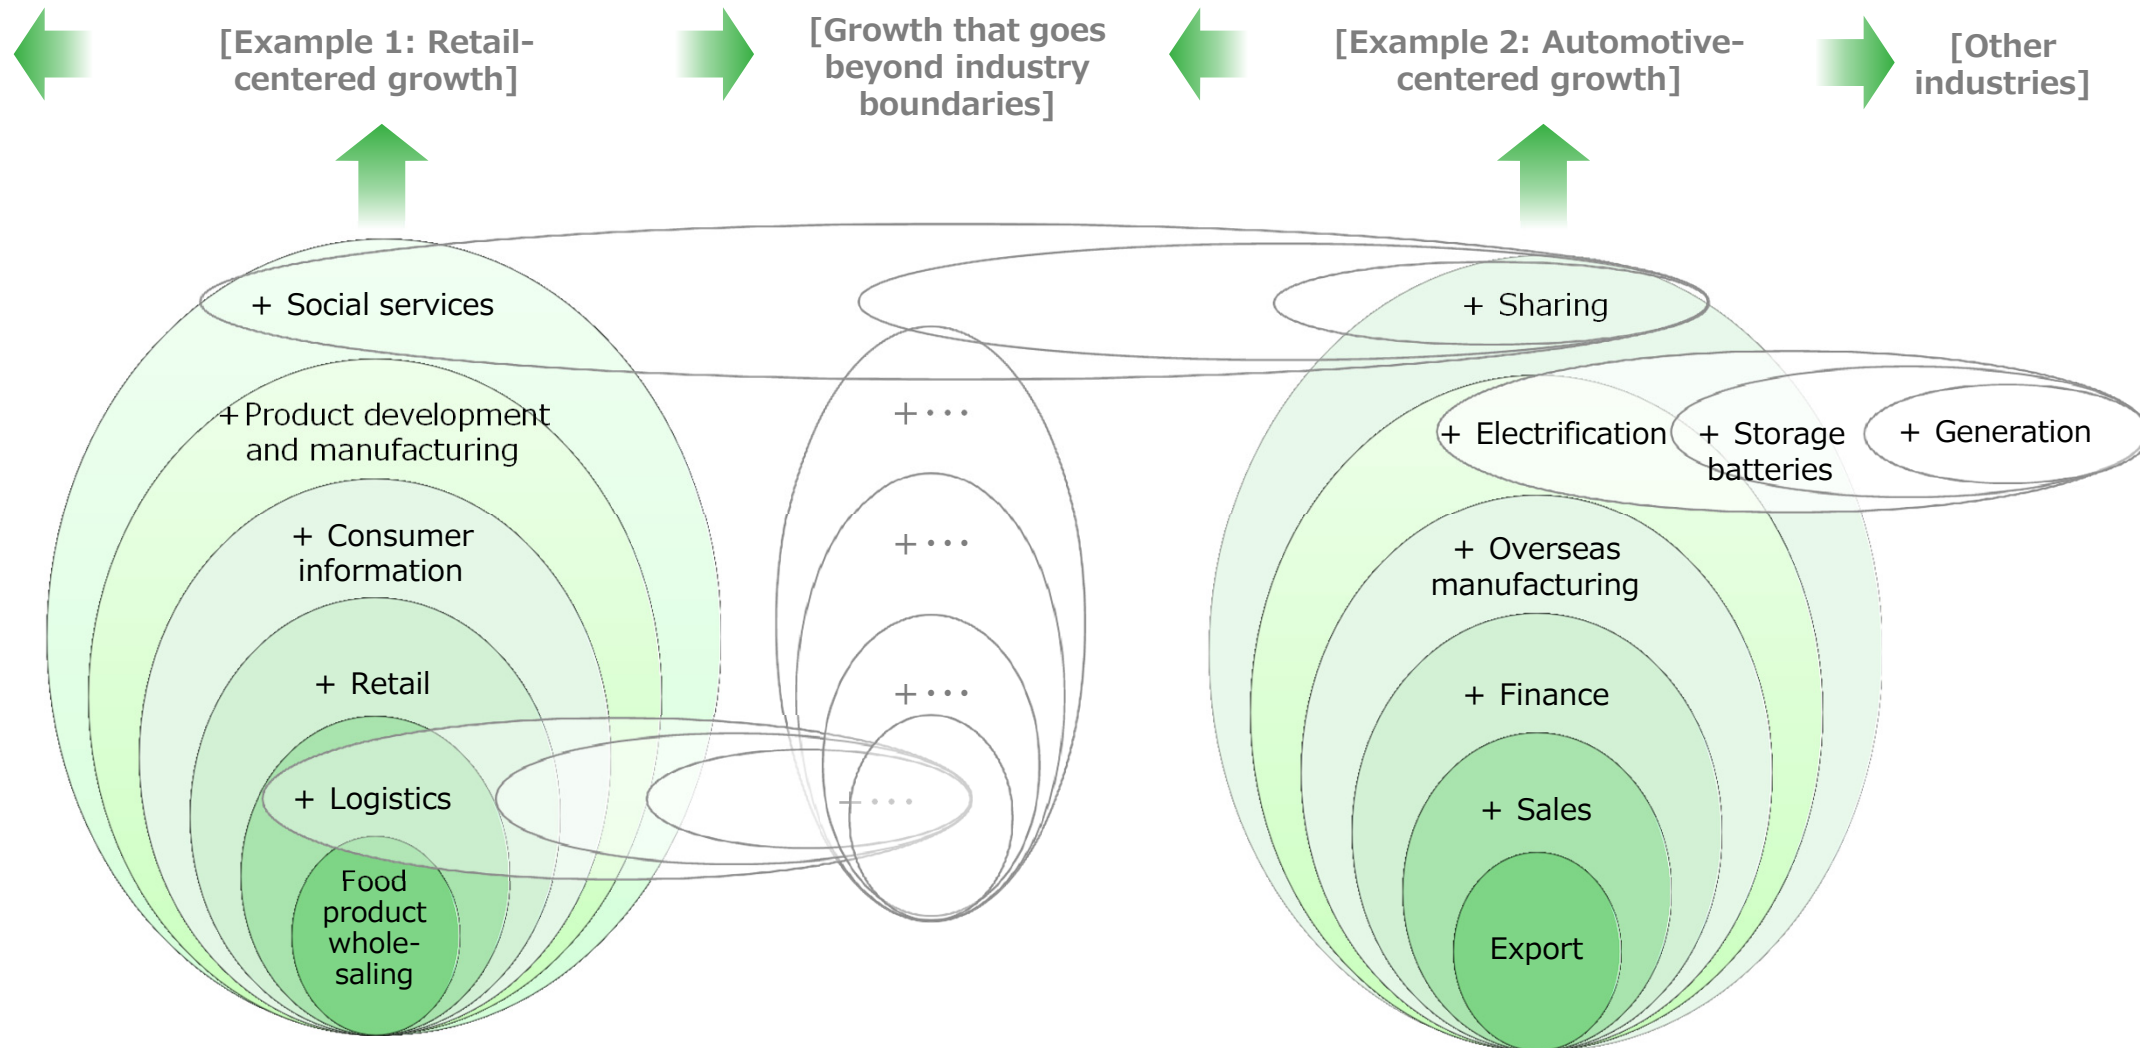 [Example 1: Retail-
centered growth]
[Growth that goes
beyond industry
boundaries]
[Example 2: Automotive-
centered growth]
[Other
industries]
+ Social services
+Product development
and manufacturing
+ Consumer
information
+ Retail
+ Logistics
Food
product
whole-
saling
+···
+···
+···
+···
+ Sharing
+ Electrification
+ Storage
batteries
+ Generation
+ Overseas
manufacturing
+ Finance
+ Sales
Export